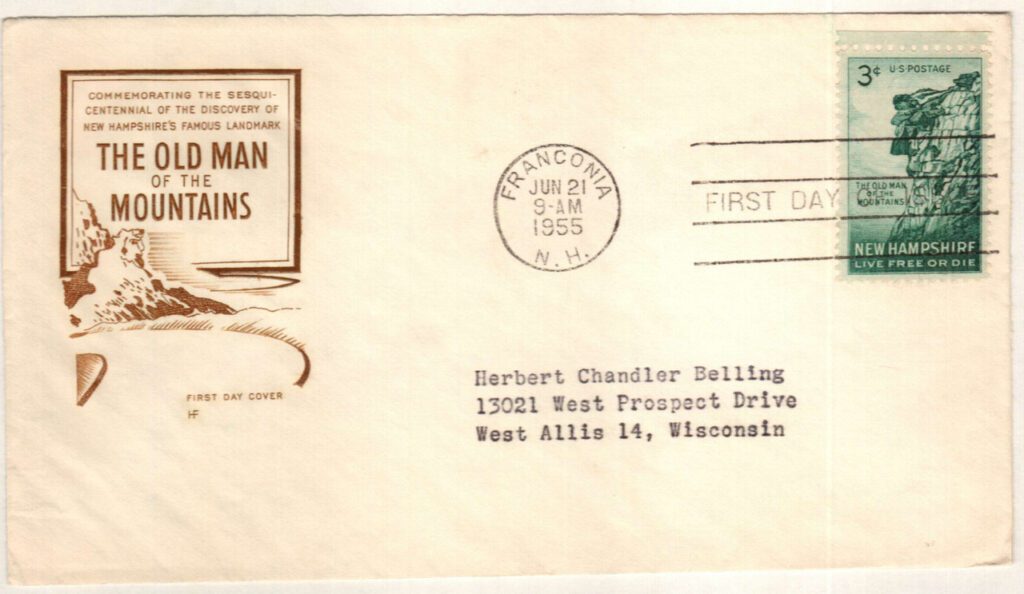 COMMEMORATING THE SESQUI-
CENTENNIAL OF THE DISCOVERY OF
NEW HAMPSHIRE'S FAMOUS LANDMARK
THE OLD MAN
OF THE
MOUNTAINS
FIRST DAY COVER
HF
FRANCONIA
JUN 21
9-AM
1955
N. H.
FIRST DAY
3¢ U·S·POSTAGE
THE OLD MAN
OF THE
MOUNTAINS
NEW HAMPSHIRE
LIVE FREE OR DIE
Herbert Chandler Belling
13021 West Prospect Drive
West Allis 14, Wisconsin